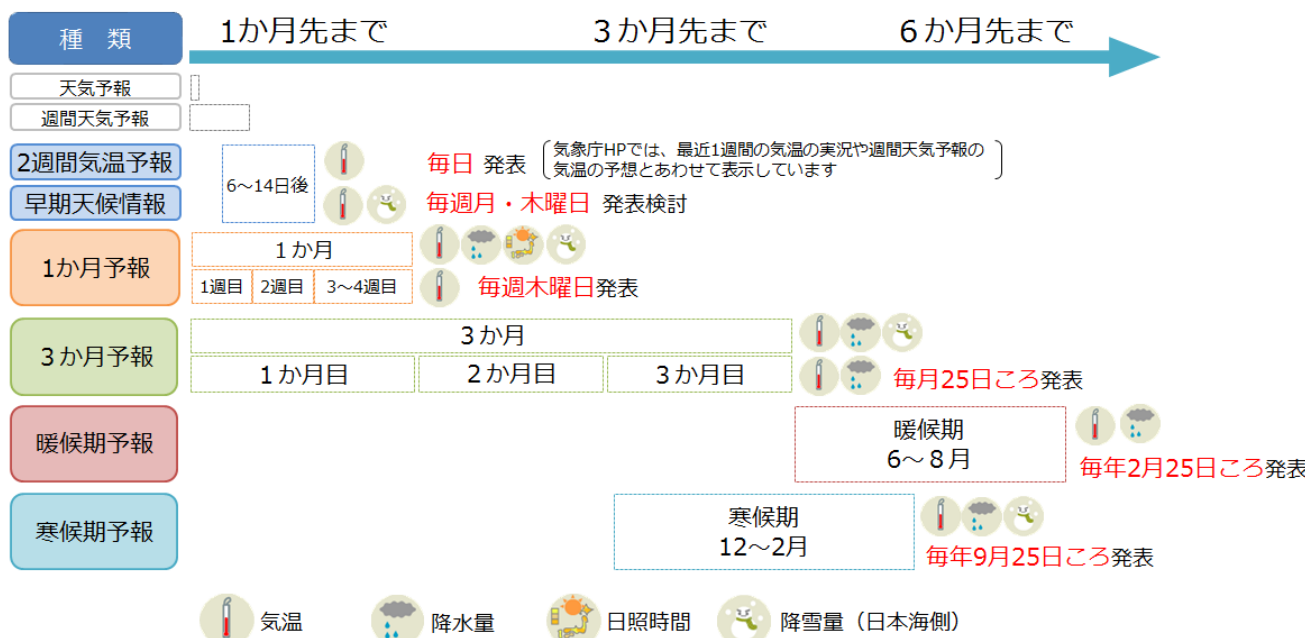 種 類
1か月先まで
3か月先まで
6か月先まで
天気予報
週間天気予報
2週間気温予報
早期天候情報
6～14日後
毎日 発表
気象庁HPでは、最近1週間の気温の実況や週間天気予報の
気温の予想とあわせて表示しています
毎週月・木曜日 発表検討
1か月予報
1か月
1週目 2週目 3～4週目
毎週木曜日発表
3か月予報
3か月
1か月目 2か月目 3か月目
毎月25日ころ発表
暖候期予報
暖候期
6～8月
毎年2月25日ころ発表
寒候期予報
寒候期
12～2月
毎年9月25日ころ発表
気温 降水量 日照時間 降雪量（日本海側）